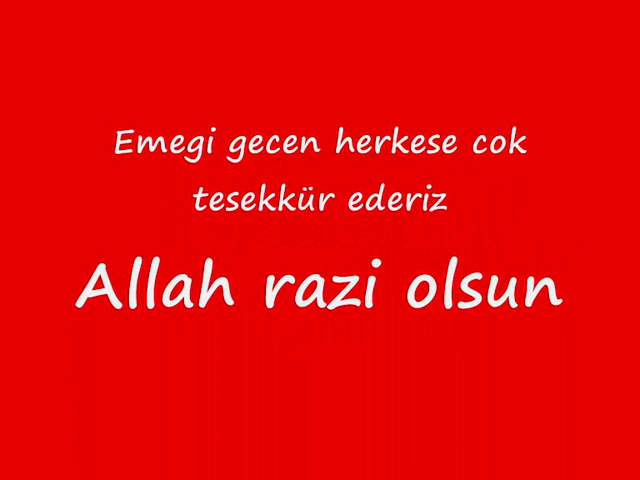 Emegi gecen herkese cok
tesekkür ederiz
Allah razi olsun